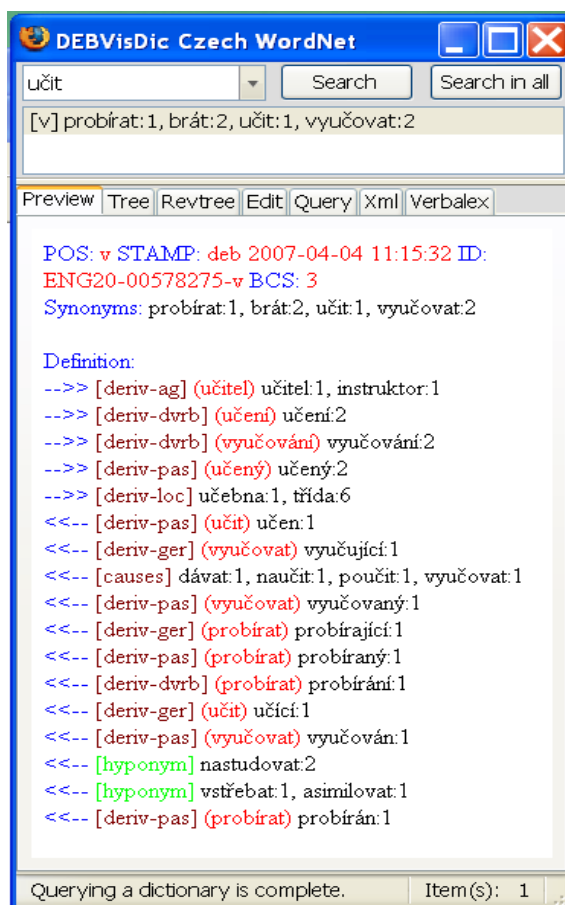 DEBVisDic Czech WordNet
učit Search Search in all
[v] probírat:1, brát:2, učit:1, vyučovat:2
Preview Tree Revtree Edit Query Xml Verbalex
POS: v STAMP: deb 2007-04-04 11:15:32 ID:
ENG20-00578275-v BCS: 3
Synonyms: probírat:1, brát:2, učit:1, vyučovat:2
Definition:
-->> [deriv-ag] (učitel) učitel:1, instruktor:1
-->> [deriv-dvrb] (učení) učení:2
-->> [deriv-dvrb] (vyučování) vyučování:2
-->> [deriv-pas] (učený) učený:2
-->> [deriv-loc] učebna:1, třída:6
<<-- [deriv-pas] (učit) učen:1
<<-- [deriv-ger] (vyučovat) vyučující:1
<<-- [causes] dávat:1, naučit:1, poučit:1, vyučovat:1
<<-- [deriv-pas] (vyučovat) vyučovaný:1
<<-- [deriv-ger] (probírat) probírající:1
<<-- [deriv-pas] (probírat) probíraný:1
<<-- [deriv-dvrb] (probírat) probírání:1
<<-- [deriv-ger] (učit) učící:1
<<-- [deriv-pas] (vyučovat) vyučován:1
<<-- [hyponym] nastudovat:2
<<-- [hyponym] vstřebat:1, asimilovat:1
<<-- [deriv-pas] (probírat) probírán:1
Querying a dictionary is complete. Item(s): 1